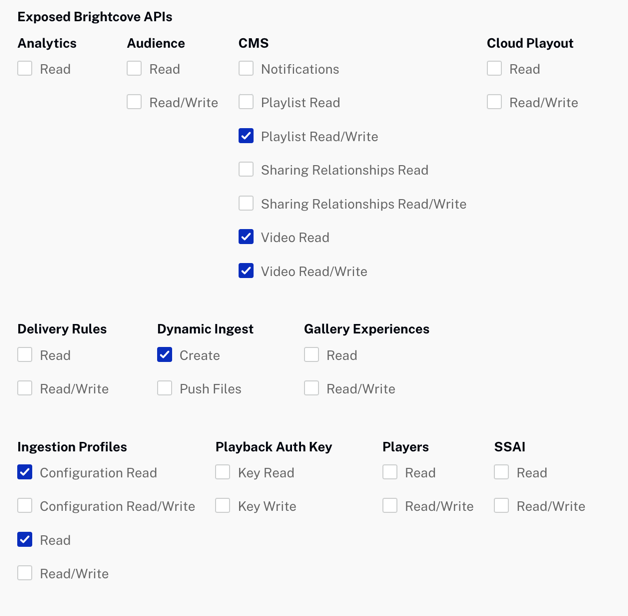 Exposed Brightcove APIs
Analytics
Read
Audience
Read
Read/Write
CMS
Notifications
Playlist Read
Playlist Read/Write
Sharing Relationships Read
Sharing Relationships Read/Write
Video Read
Video Read/Write
Cloud Playout
Read
Read/Write
Delivery Rules
Read
Read/Write
Dynamic Ingest
Create
Push Files
Gallery Experiences
Read
Read/Write
Ingestion Profiles
Configuration Read
Configuration Read/Write
Read
Read/Write
Playback Auth Key
Key Read
Key Write
Players
Read
Read/Write
SSAI
Read
Read/Write